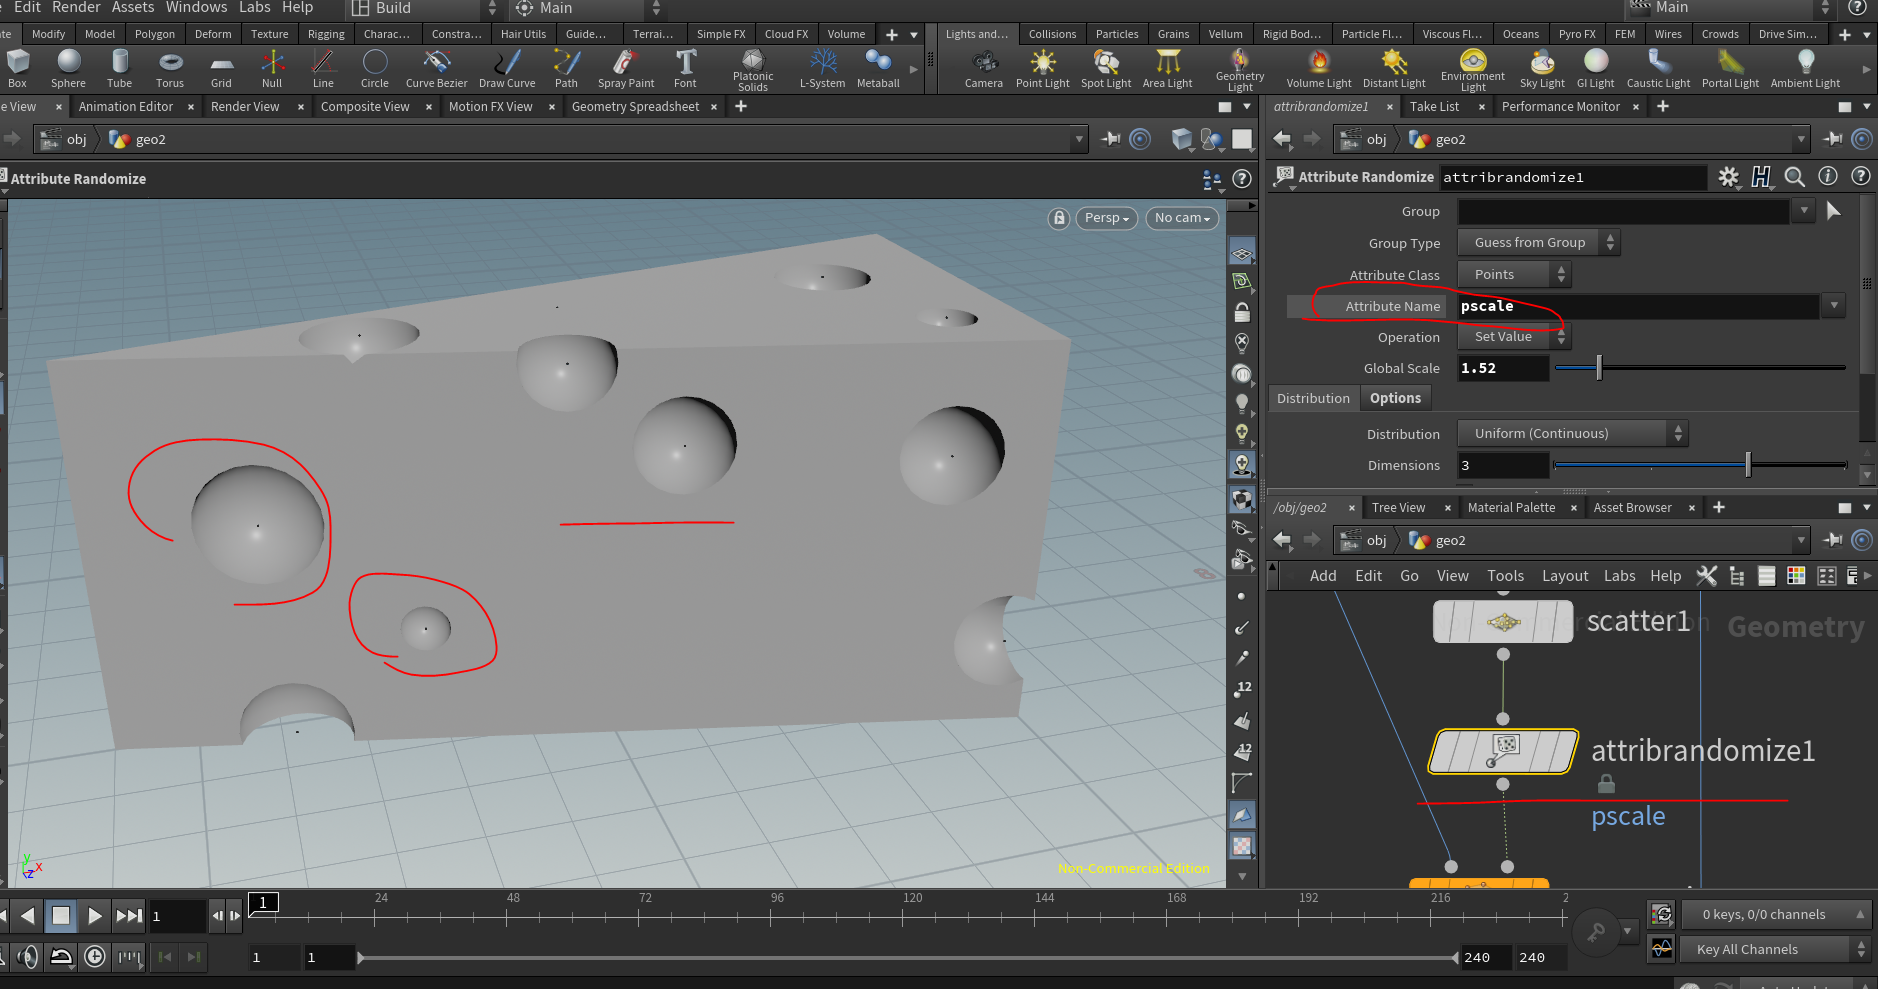 Edit Render Assets Windows Labs Help Build Main Main
Modify Model Polygon Deform Texture Rigging Charac... Constra... Hair Utils Guide... Terrai... Simple FX Cloud FX Volume Lights and... Collisions Particles Grains Vellum Rigid Bod... Particle Fl... Viscous Fl... Oceans Pyro FX FEM Wires Crowds Drive Sim...
Box Sphere Tube Torus Grid Null Line Circle Curve Bezier Draw Curve Path Spray Paint Font Platonic Solids L-System Metaball Camera Point Light Spot Light Area Light Geometry Light Volume Light Distant Light Environment Light Sky Light GI Light Caustic Light Portal Light Ambient Light
e View Animation Editor Render View Composite View Motion FX View Geometry Spreadsheet attribrandomize1 Take List Performance Monitor
obj geo2 obj geo2
Attribute Randomize Attribute Randomize attribrandomize1
Persp No cam
Group
Group Type Guess from Group
Attribute Class Points
Attribute Name pscale
Operation Set Value
Global Scale 1.52
Distribution Options
Distribution Uniform (Continuous)
Dimensions 3
/obj/geo2 Tree View Material Palette Asset Browser
obj geo2
Add Edit Go View Tools Layout Labs Help
scatter1 Geometry
attribrandomize1
pscale
12
12
y x z
Non-Commercial Edition
1 1 24 48 72 96 120 144 168 192 216 2
0 keys, 0/0 channels
1 1 240 240 Key All Channels